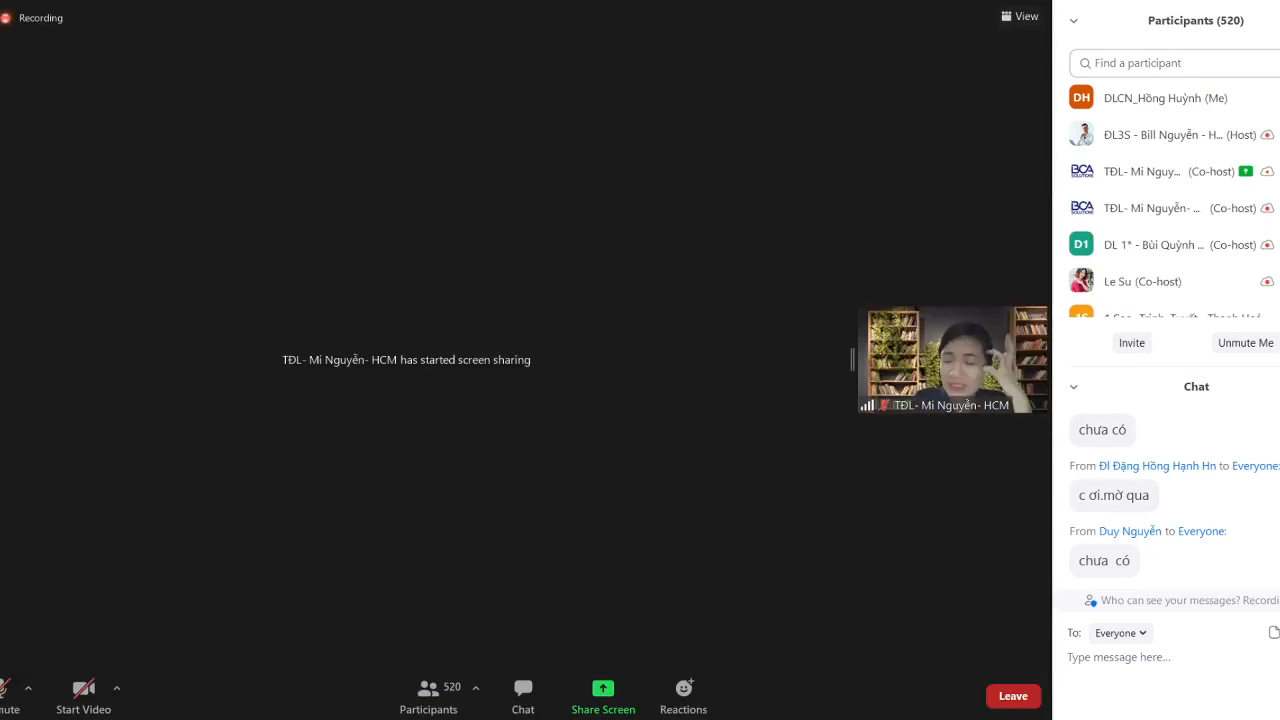 Recording
View
TĐL- Mi Nguyễn- HCM has started screen sharing
TĐL- Mi Nguyễn- HCM
Start Video
520
Participants
Chat
Share Screen
Reactions
Leave
Participants (520)
Find a participant
DH DLCN_Hồng Huỳnh (Me)
ĐL3S - Bill Nguyễn - H... (Host)
BCA SOLUTIONS TĐL- Mi Nguy... (Co-host)
BCA SOLUTIONS TĐL- Mi Nguyễn- ... (Co-host)
D1 DL 1* - Bùi Quỳnh ... (Co-host)
Le Su (Co-host)
Invite
Unmute Me
Chat
chưa có
From Đl Đặng Hồng Hạnh Hn to Everyone:
c ơi.mờ qua
From Duy Nguyễn to Everyone:
chưa  có
Who can see your messages? Recordi
To: Everyone
Type message here...